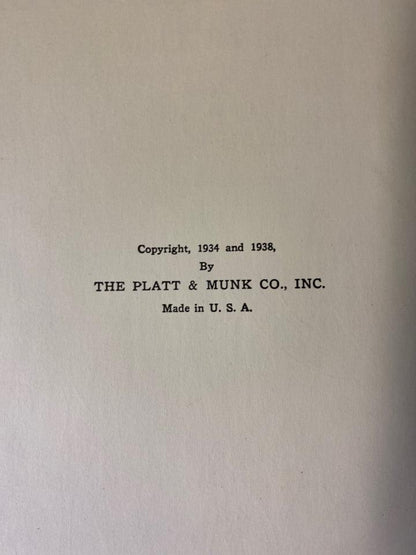 Copyright, 1934 and 1938,
By
THE PLATT & MUNK CO., INC.
Made in U. S. A.